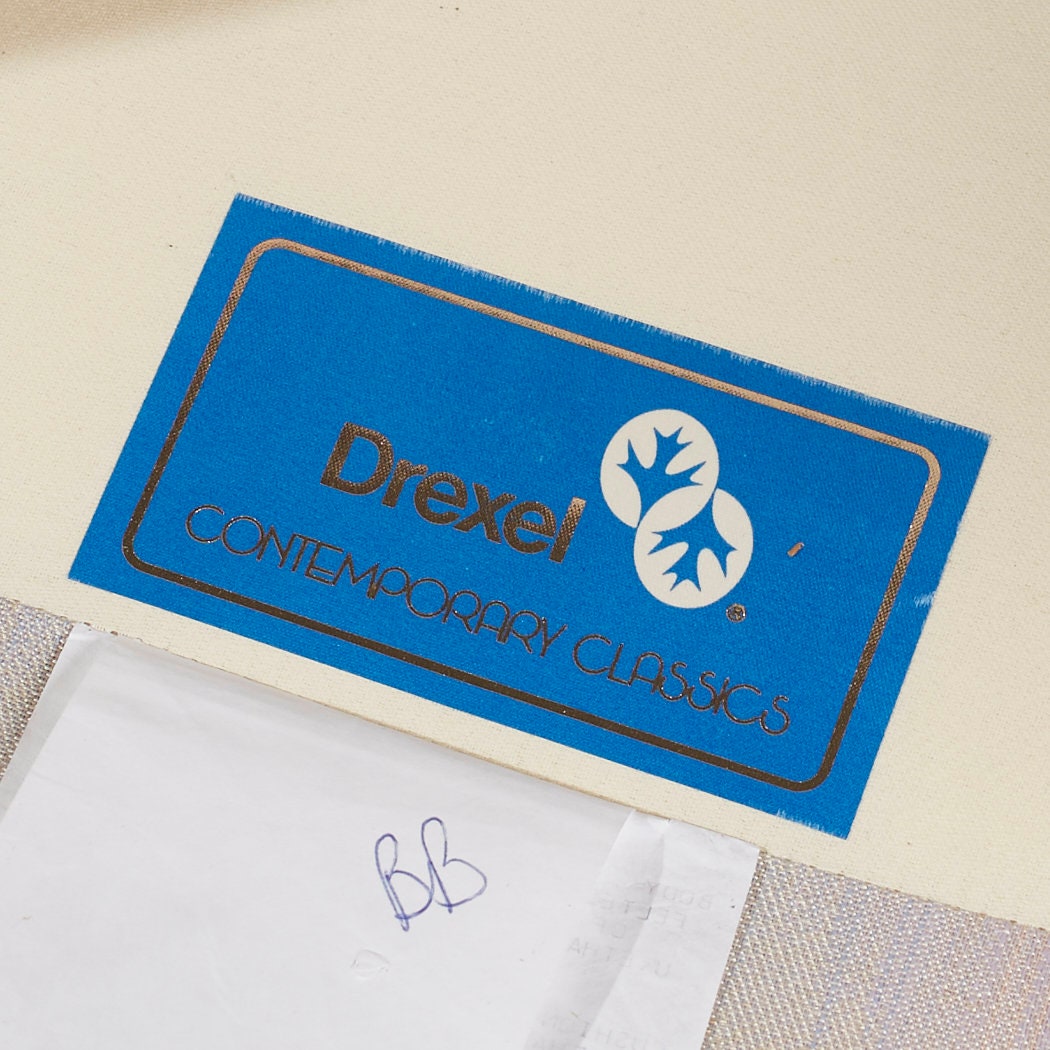 Drexel ®
CONTEMPORARY CLASSICS
BB